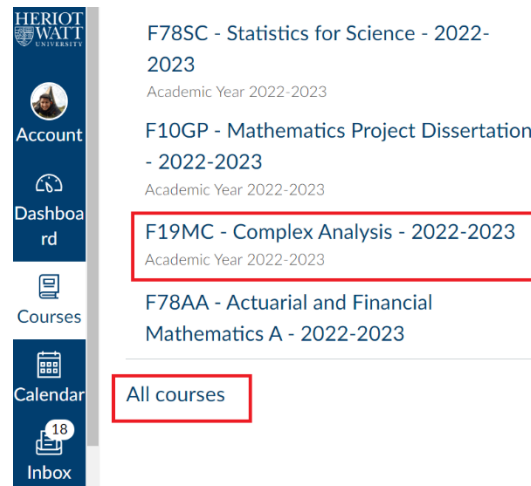 HERIOT
WATT
UNIVERSITY
Account
Dashboa
rd
Courses
Calendar
18
Inbox
F78SC - Statistics for Science - 2022-
2023
Academic Year 2022-2023
F10GP - Mathematics Project Dissertation
- 2022-2023
Academic Year 2022-2023
F19MC - Complex Analysis - 2022-2023
Academic Year 2022-2023
F78AA - Actuarial and Financial
Mathematics A - 2022-2023
All courses